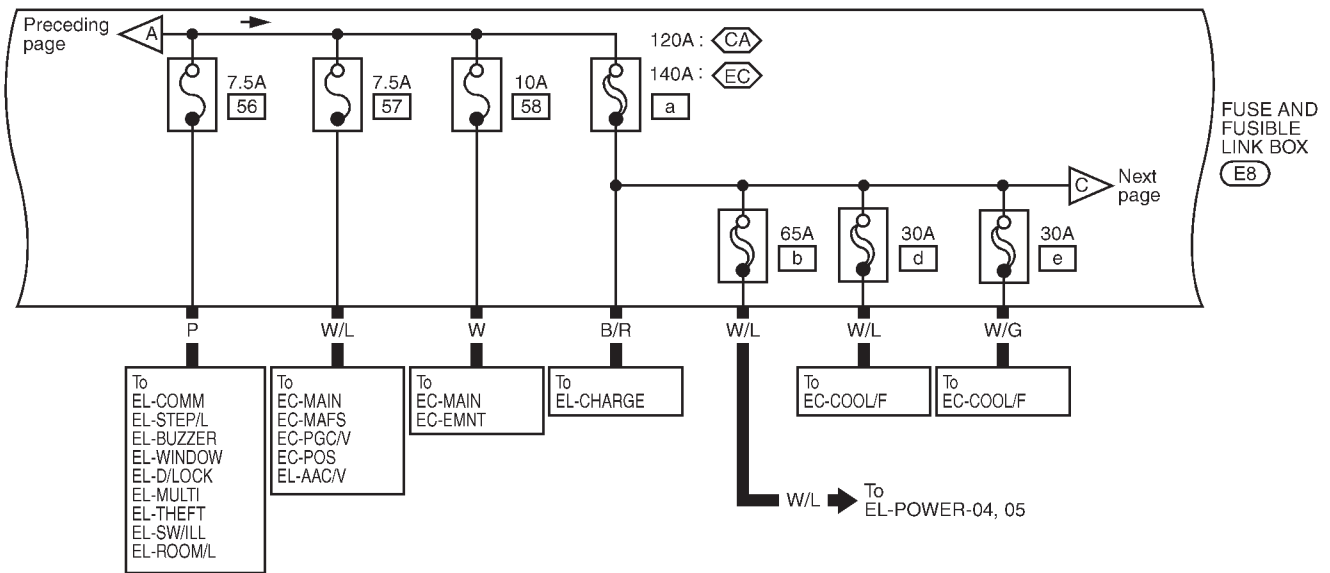 Preceding
page
A
120A : CA
140A : EC
a
7.5A
56
7.5A
57
10A
58
FUSE AND
FUSIBLE
LINK BOX
E8
C
Next
page
65A
b
30A
d
30A
e
P
W/L
W
B/R
W/L
W/L
W/G
To
EL-COMM
EL-STEP/L
EL-BUZZER
EL-WINDOW
EL-D/LOCK
EL-MULTI
EL-THEFT
EL-SW/ILL
EL-ROOM/L
To
EC-MAIN
EC-MAFS
EC-PGC/V
EC-POS
EL-AAC/V
To
EC-MAIN
EC-EMNT
To
EL-CHARGE
To
EC-COOL/F
To
EC-COOL/F
W/L
To
EL-POWER-04, 05